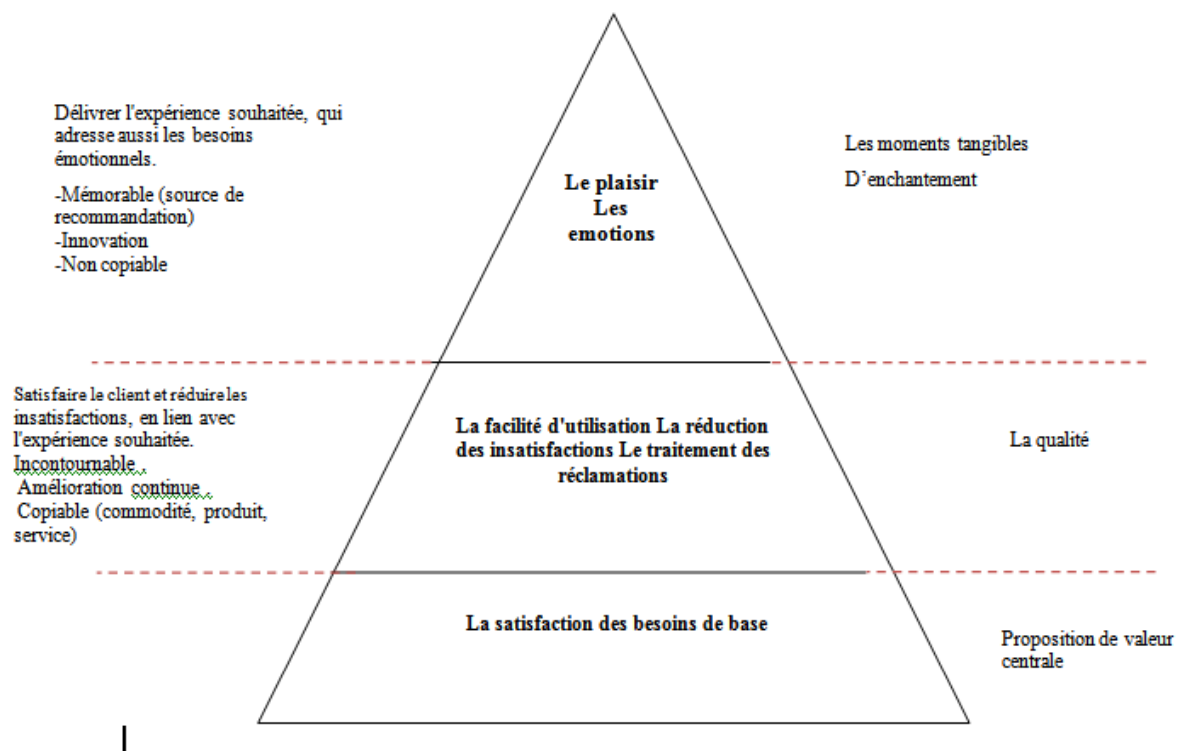 Délivrer l'expérience souhaitée, qui
adresse aussi les besoins
émotionnels.
-Mémorable (source de
recommandation)
-Innovation
-Non copiable
Le plaisir
Les
emotions
Les moments tangibles
D’enchantement
Satisfaire le client et réduire les
insatisfactions, en lien avec
l'expérience souhaitée.
Incontournable .
Amélioration continue .
Copiable (commodité, produit,
service)
La facilité d'utilisation La réduction
des insatisfactions Le traitement des
réclamations
La qualité
La satisfaction des besoins de base
Proposition de valeur
centrale